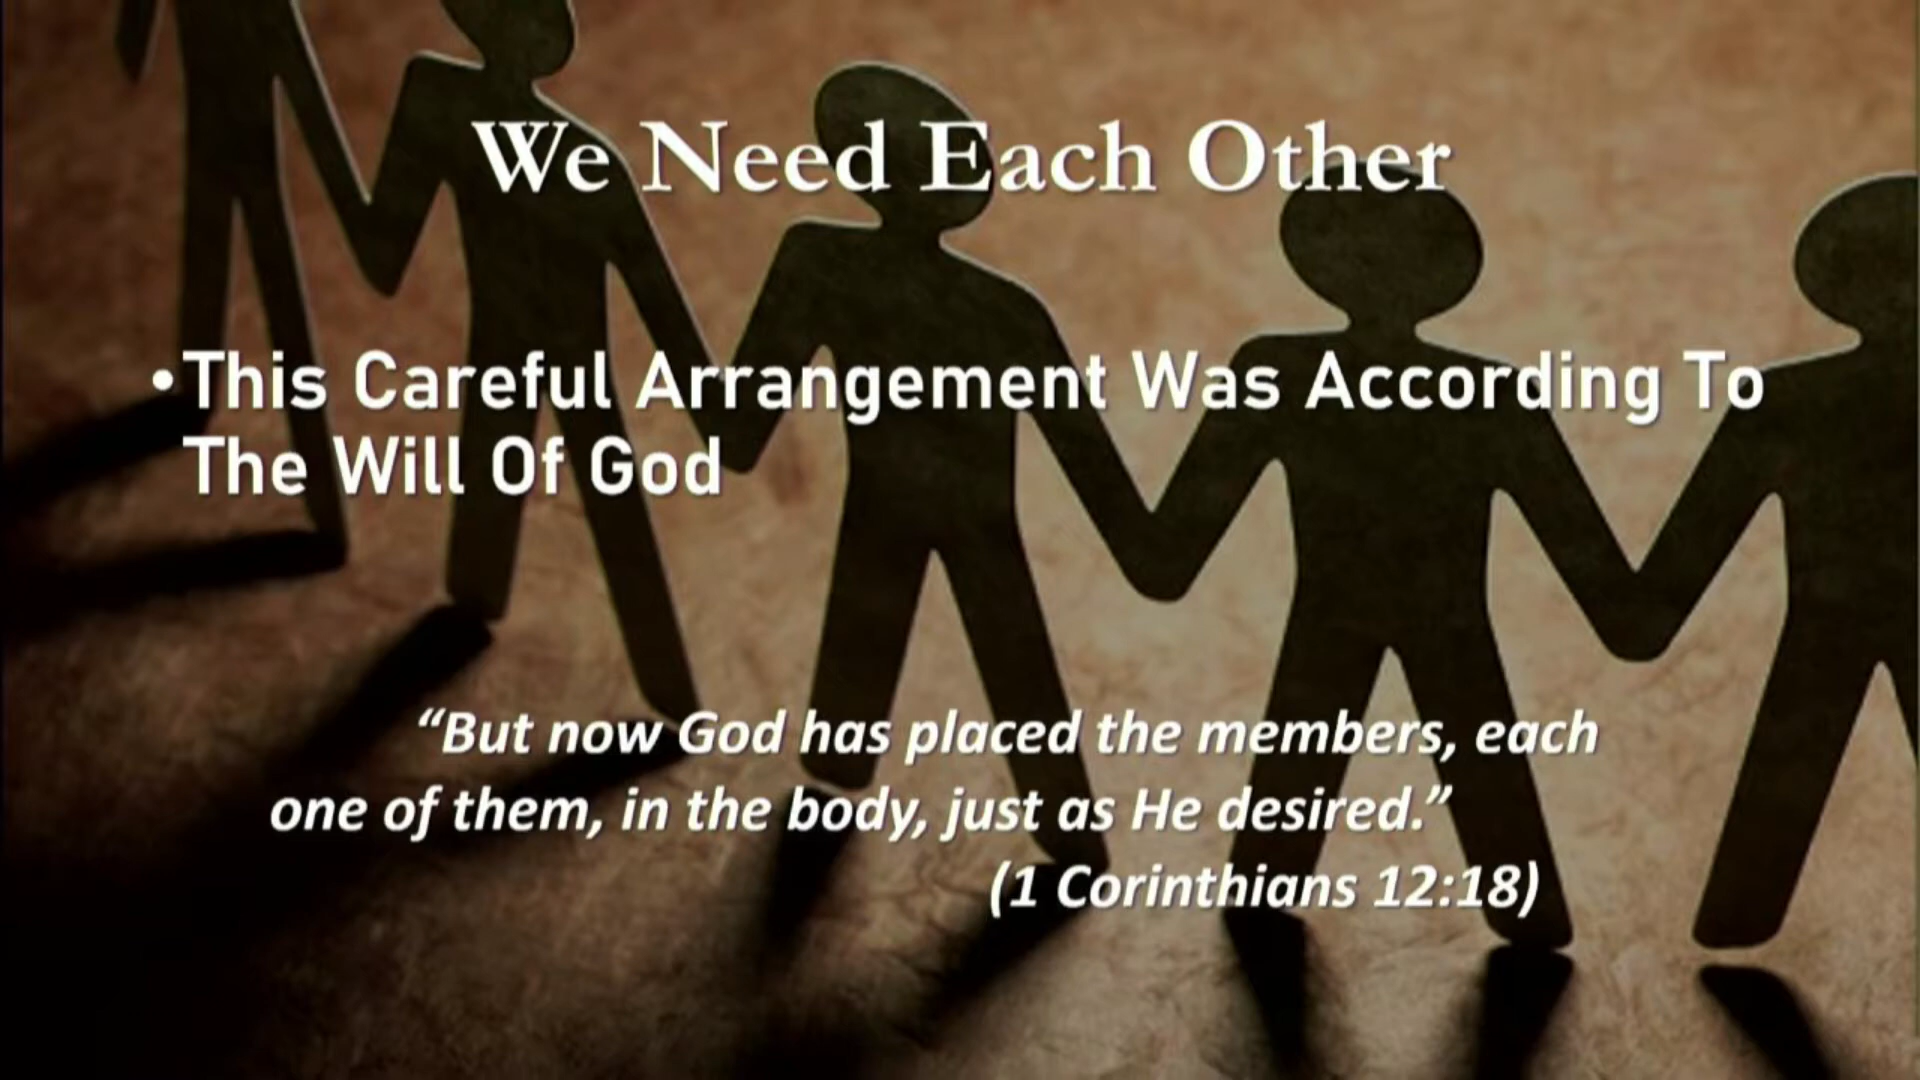 We Need Each Other
•This Careful Arrangement Was According To
The Will Of God
“But now God has placed the members, each
one of them, in the body, just as He desired.”
(1 Corinthians 12:18)